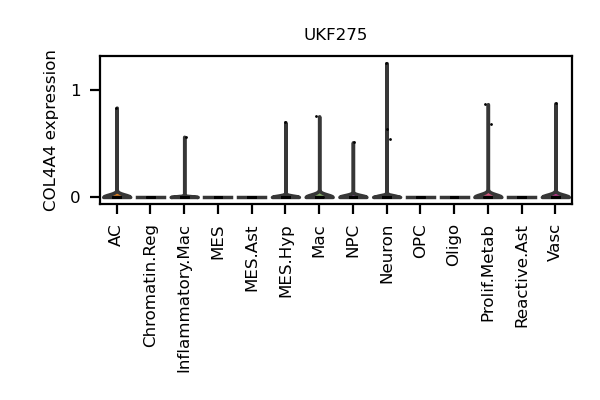 UKF275
COL4A4 expression
1
0
AC
Chromatin.Reg
Inflammatory.Mac
MES
MES.Ast
MES.Hyp
Mac
NPC
Neuron
OPC
Oligo
Prolif.Metab
Reactive.Ast
Vasc